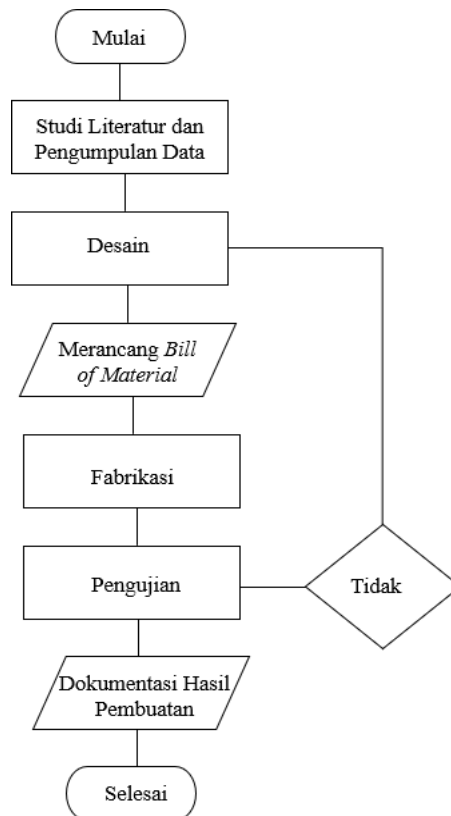 Mulai
Studi Literatur dan
Pengumpulan Data
Desain
Merancang Bill
of Material
Fabrikasi
Pengujian
Tidak
Dokumentasi Hasil
Pembuatan
Selesai